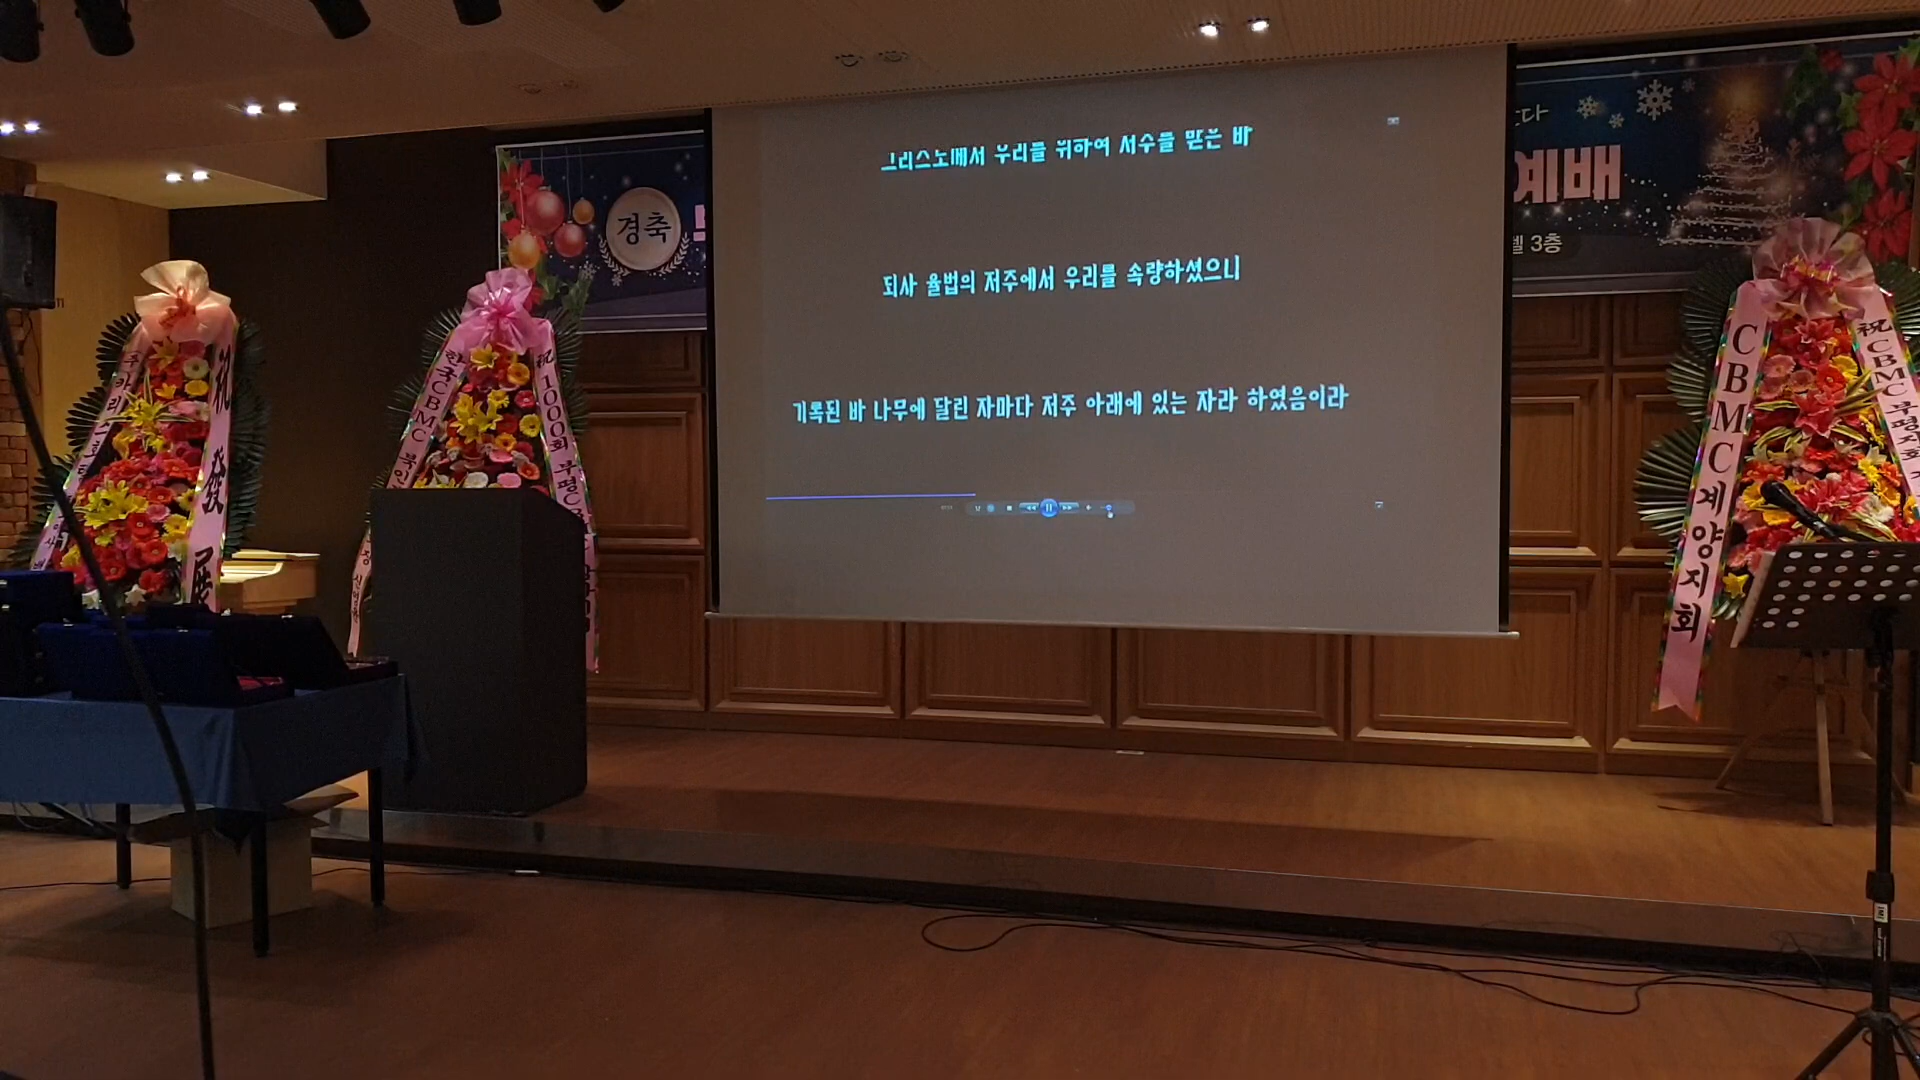 그리스도께서 우리를 위하여 저주를 받은 바
되사 율법의 저주에서 우리를 속량하셨으니
기록된 바 나무에 달린 자마다 저주 아래에 있는 자라 하였음이라
경축
예배
3층
祝 發 展
한국CBMC 북인
祝 1000회 부평C
CBMC계양지회
祝 CBMC부평지회